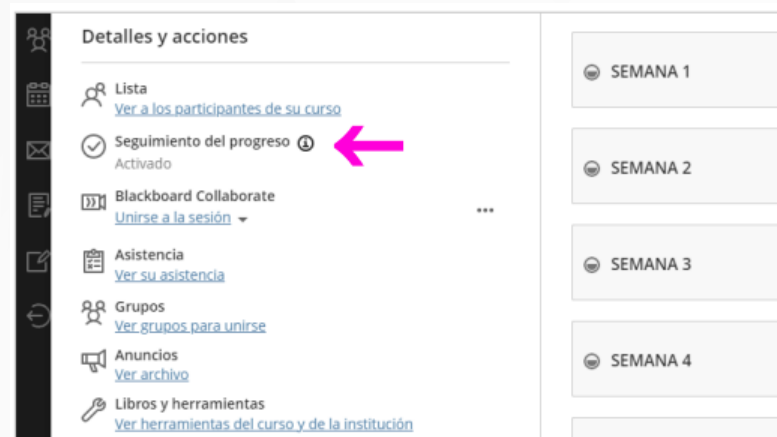 Detalles y acciones
Lista
Ver a los participantes de su curso
Seguimiento del progreso
Activado
Blackboard Collaborate
Unirse a la sesión
Asistencia
Ver su asistencia
Grupos
Ver grupos para unirse
Anuncios
Ver archivo
Libros y herramientas
Ver herramientas del curso y de la institución
SEMANA 1
SEMANA 2
SEMANA 3
SEMANA 4